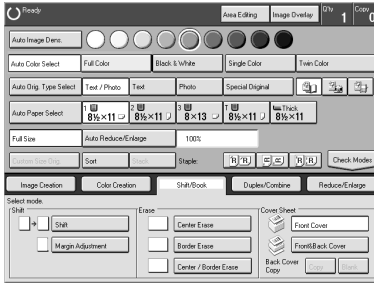 Ready
Area Editing
Image Overlay
Q'ty
1
Copy
0
Auto Image Dens.
Auto Color Select
Full Color
Black & White
Single Color
Twin Color
Auto Orig. Type Select
Text / Photo
Text
Photo
Special Original
Auto Paper Select
1
8½×11
2
8½×11
3
8×13
T
8½×11
Thick
8½×11
Full Size
Auto Reduce/Enlarge
100%
Custom Size Orig.
Sort
Stack
Staple:
Check Modes
Image Creation
Color Creation
Shift/Book
Duplex/Combine
Reduce/Enlarge
Select mode.
Shift
Erase
Cover Sheet
Shift
Center Erase
Front Cover
Margin Adjustment
Border Erase
Front&Back Cover
Center / Border Erase
Back Cover
Copy
Copy
Blank